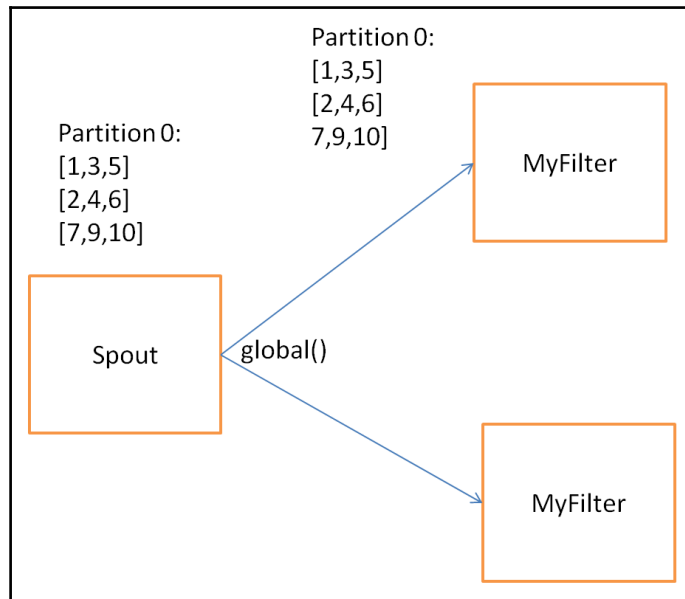 Partition 0:
[1,3,5]
[2,4,6]
7,9,10]
MyFilter
Partition 0:
[1,3,5]
[2,4,6]
[7,9,10]
Spout
global()
MyFilter